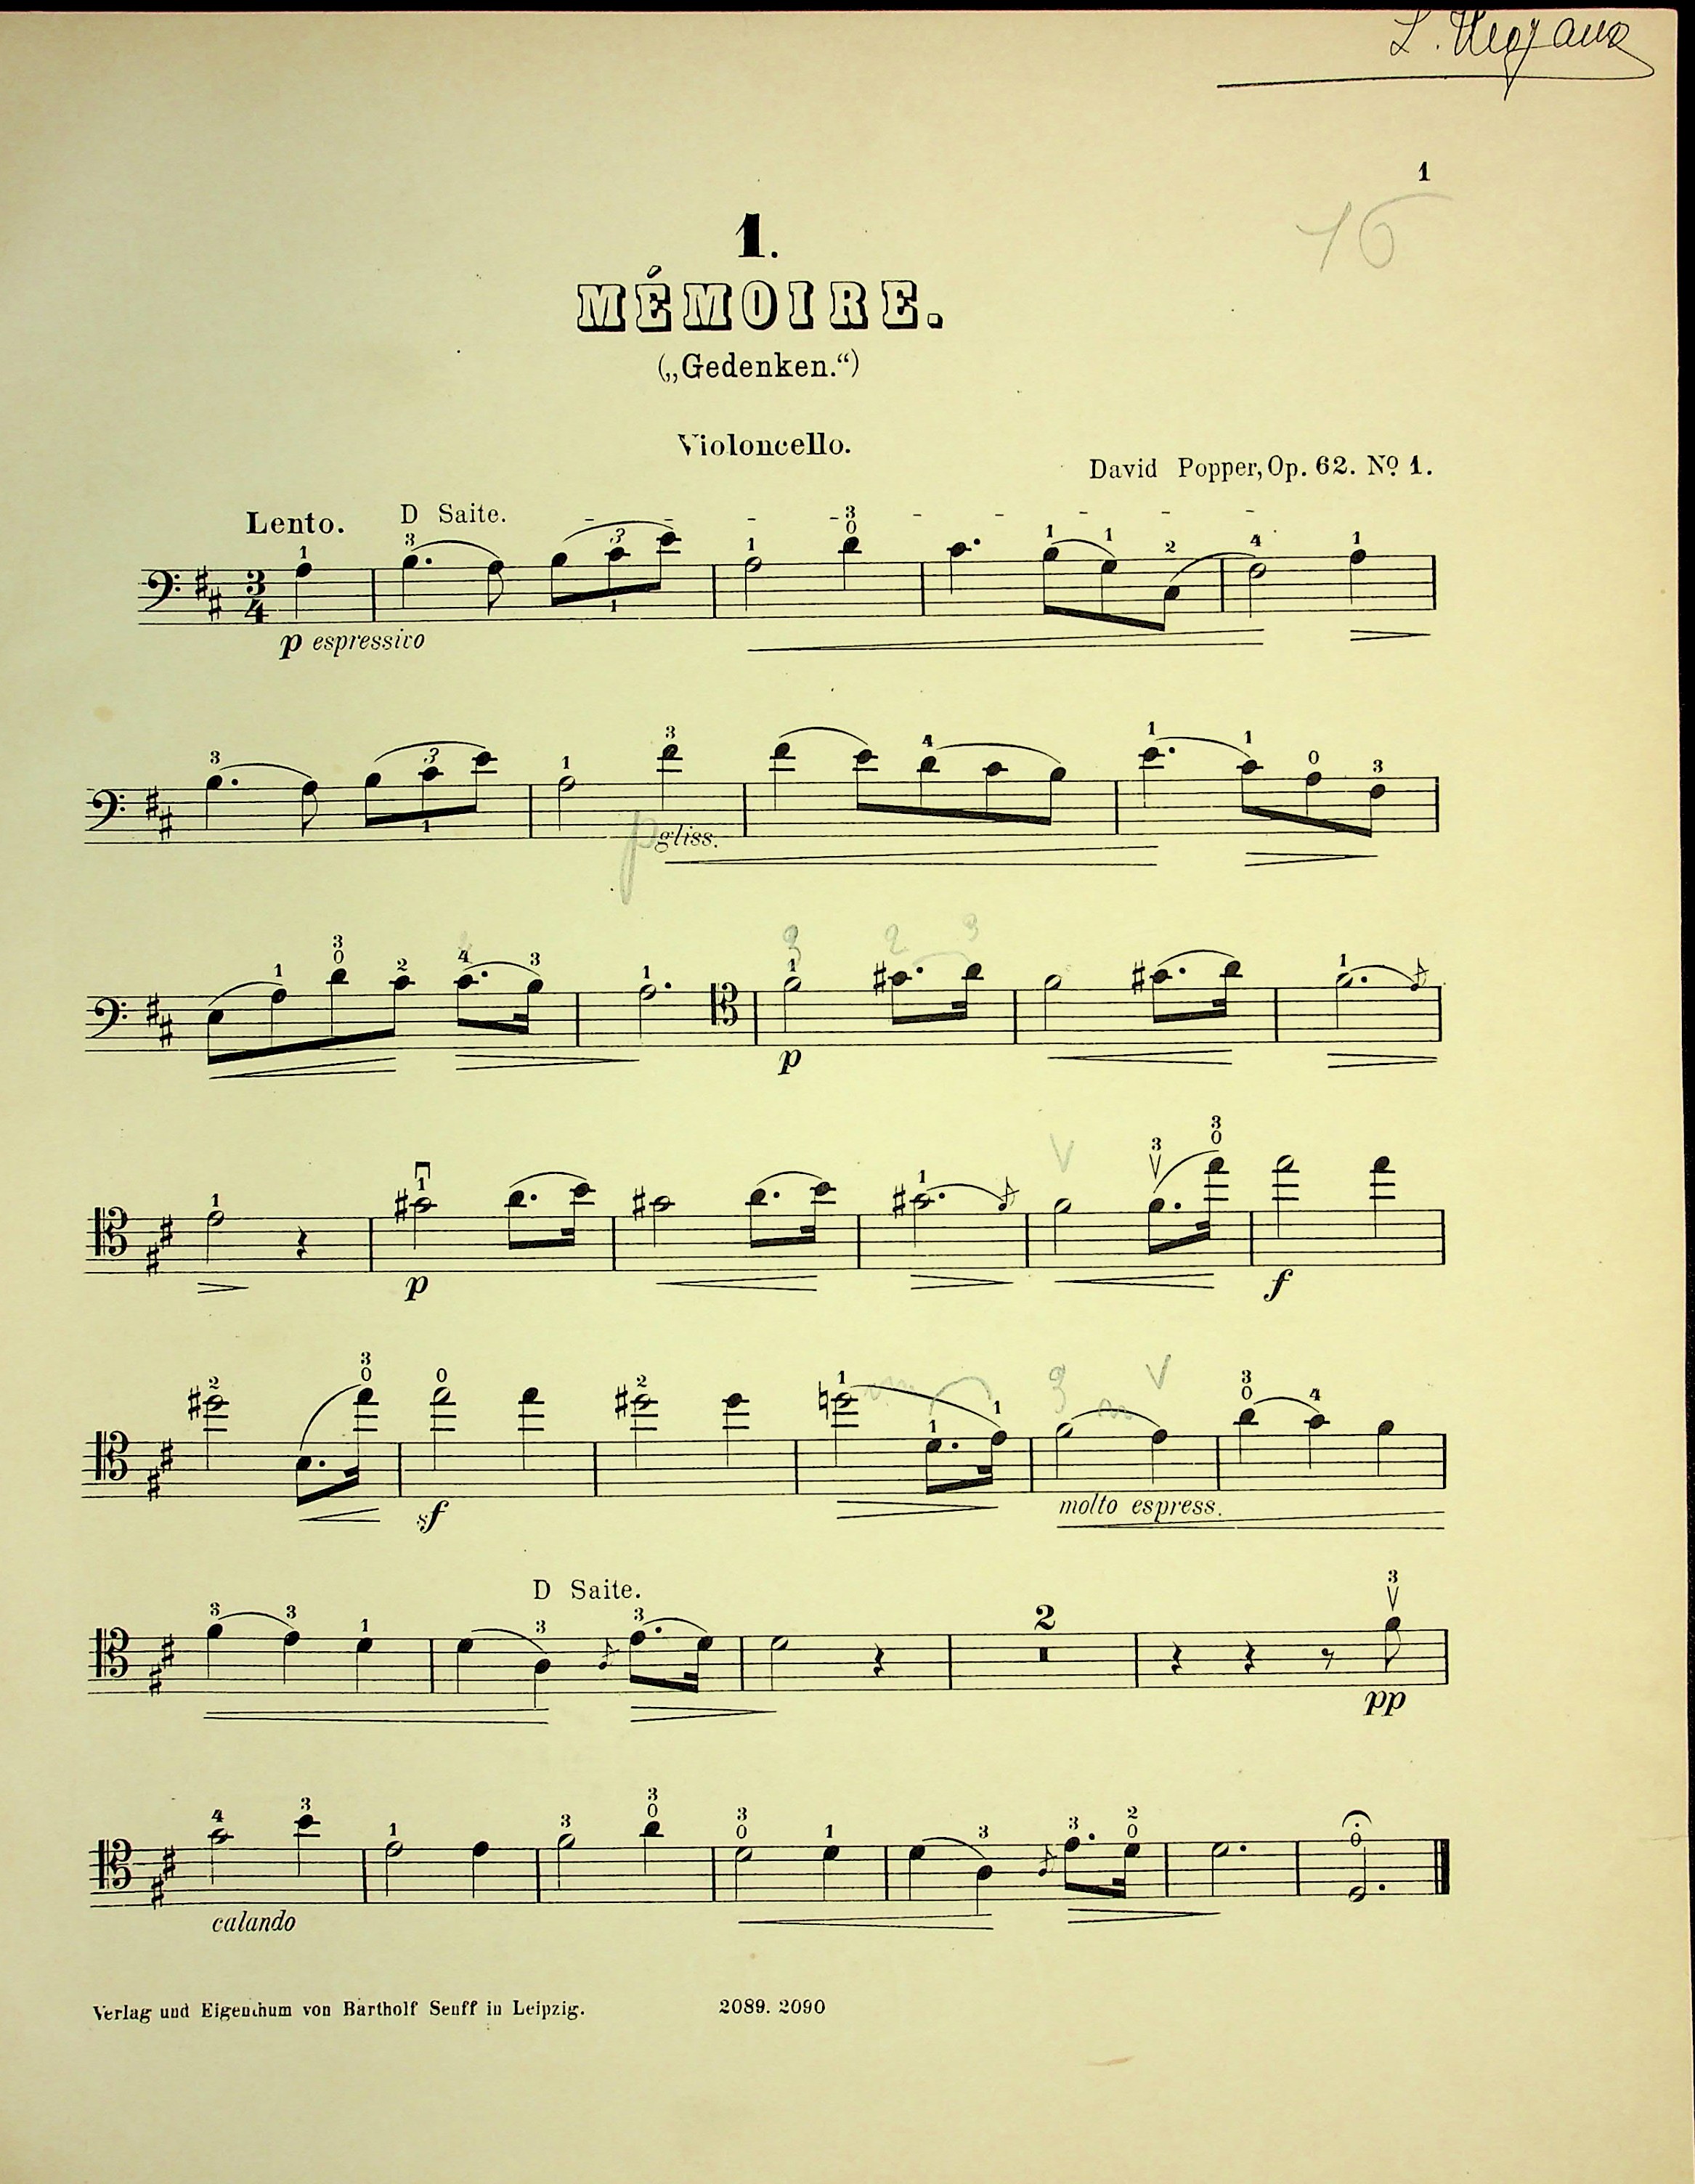 1
16
1.
MÉMOIRE.
(„Gedenken.“)
Violoncello.
David Popper, Op. 62. No 1.
Lento. D Saite.
p espressivo
gliss.
p
p
p f
sf molto espress.
D Saite.
2
pp
calando
Verlag und Eigenthum von Bartholf Senff in Leipzig. 2089. 2090